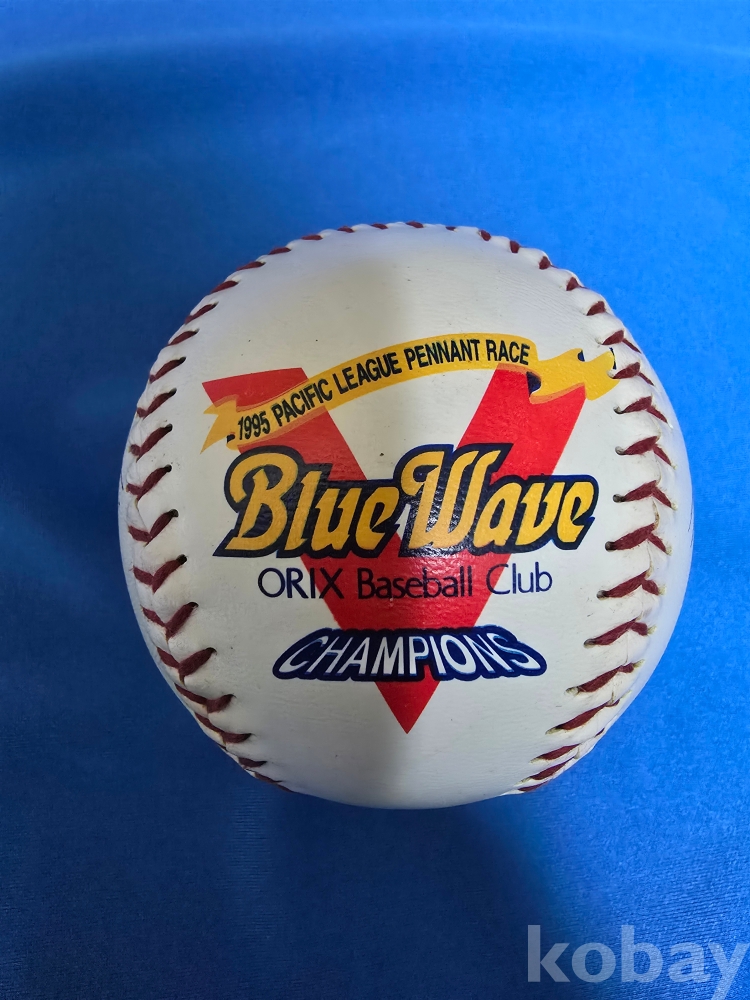 1995 PACIFIC LEAGUE PENNANT RACE
Blue Wave
ORIX Baseball Club
CHAMPIONS
kobay